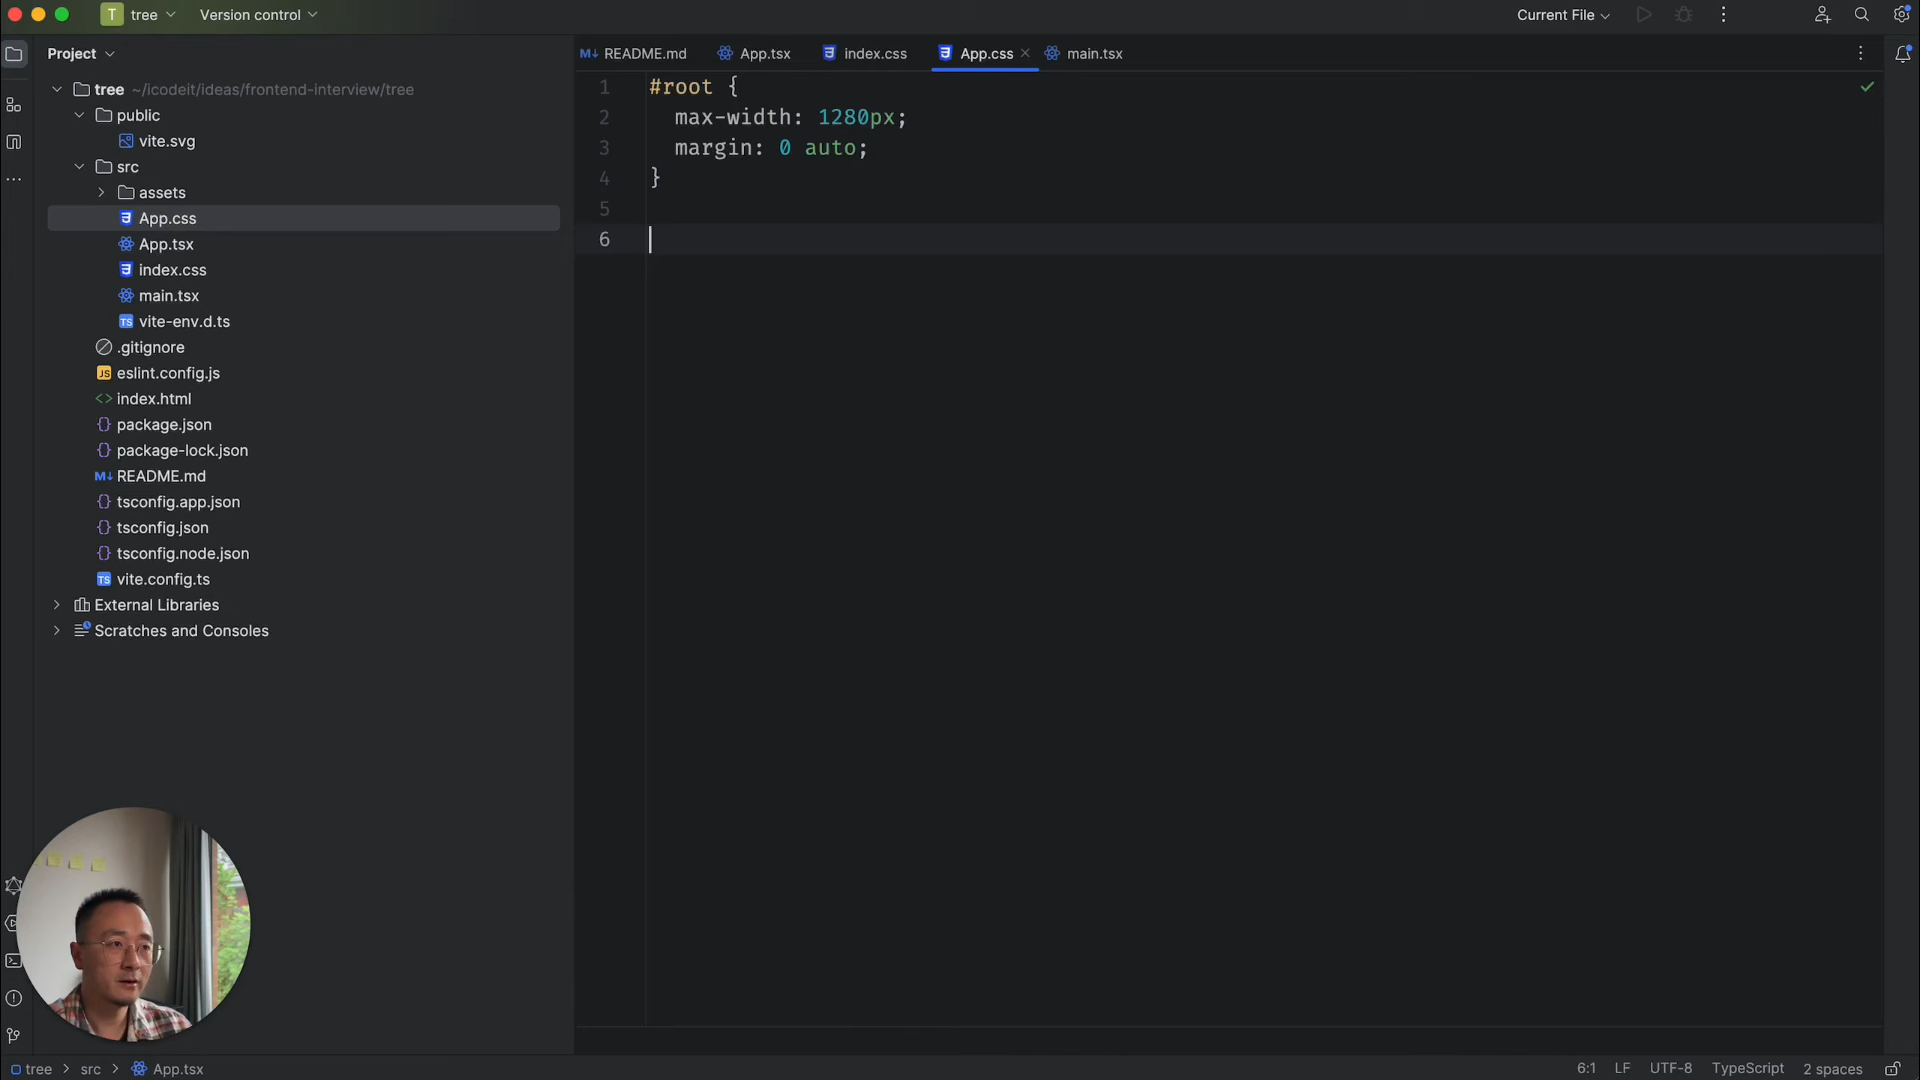 T tree
Version control
Current File
Project
README.md
App.tsx
index.css
App.css
main.tsx
tree ~/icodeit/ideas/frontend-interview/tree
public
vite.svg
src
assets
App.css
App.tsx
index.css
main.tsx
TS vite-env.d.ts
.gitignore
JS eslint.config.js
<> index.html
{} package.json
{} package-lock.json
M↓ README.md
{} tsconfig.app.json
{} tsconfig.json
{} tsconfig.node.json
TS vite.config.ts
External Libraries
Scratches and Consoles
1 #root {
2 max-width: 1280px;
3 margin: 0 auto;
4 }
5
6
tree > src > App.tsx
6:1 LF UTF-8 TypeScript 2 spaces